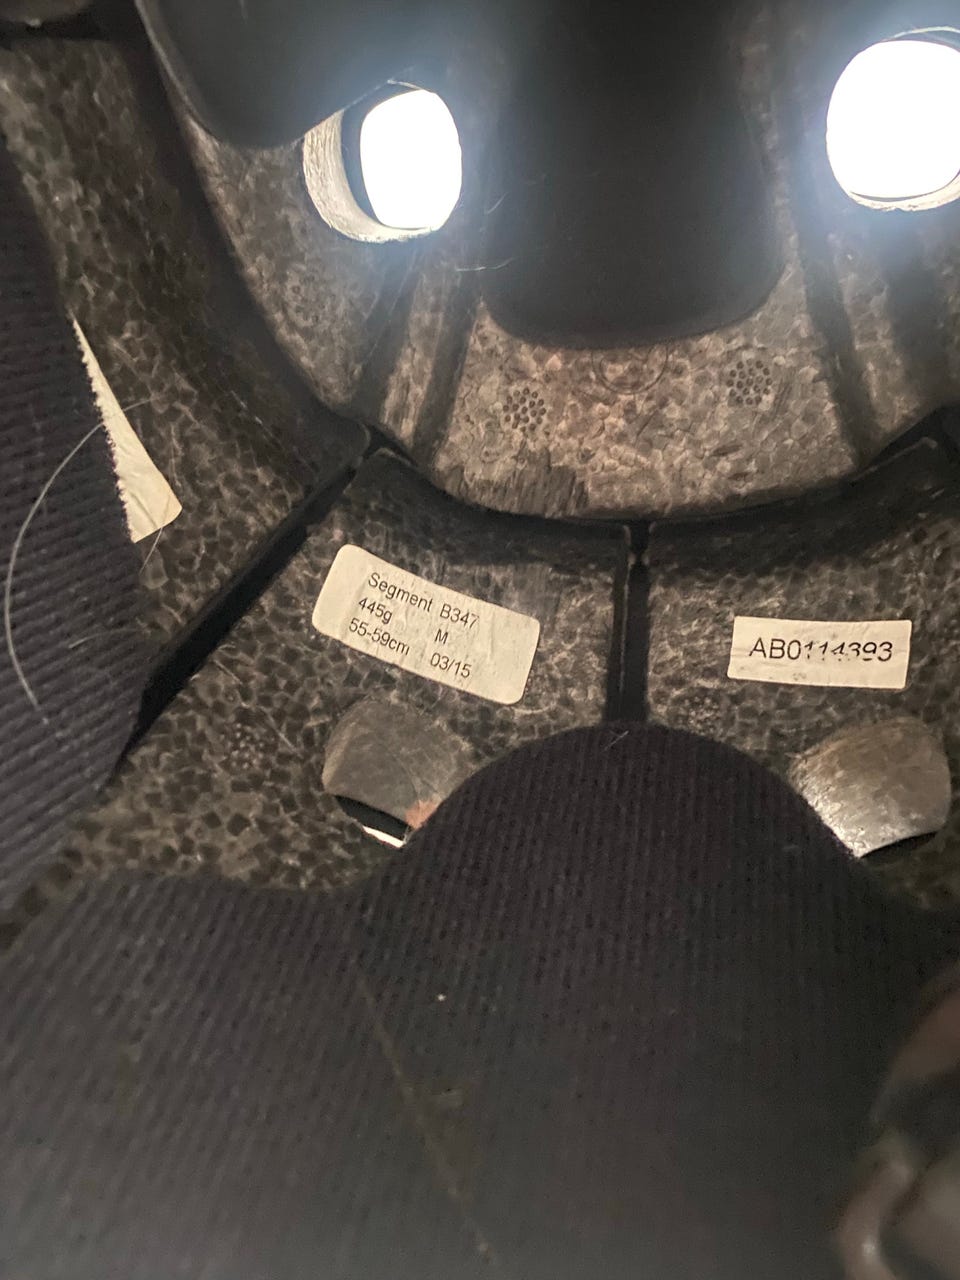 Segment B347
445g M
55-59cm 03/15
AB0114393